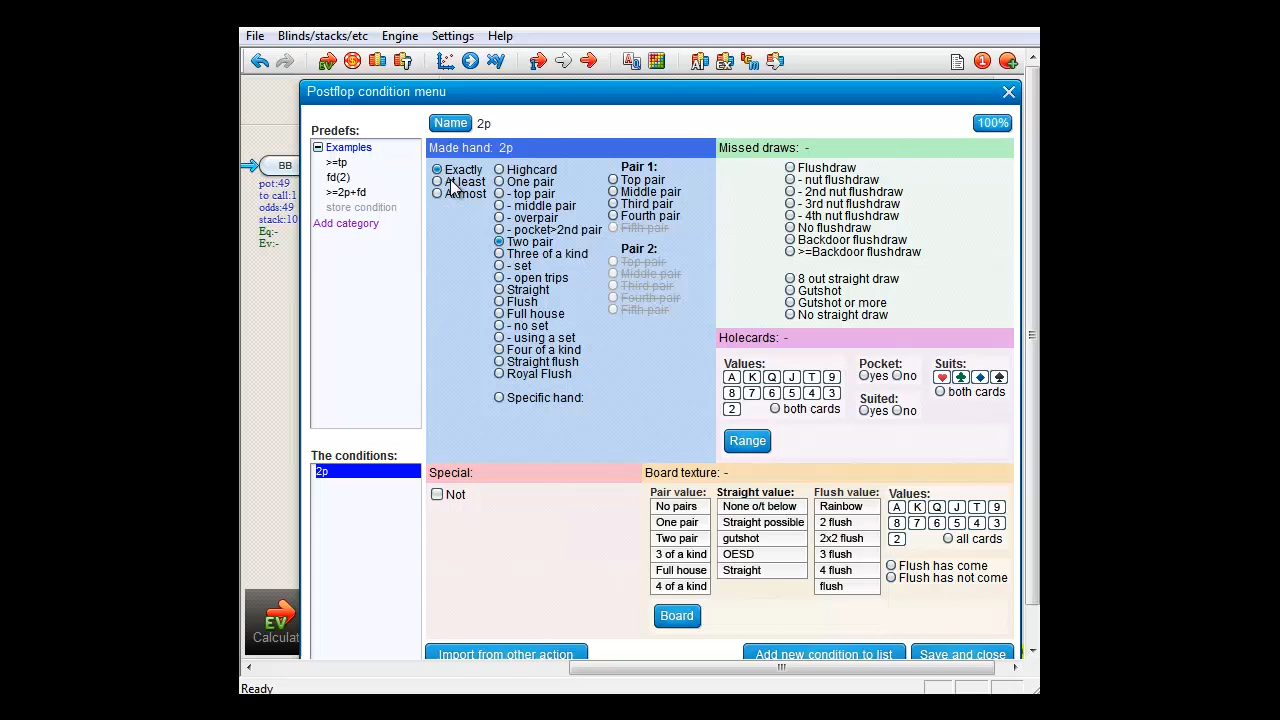 File Blinds/stacks/etc Engine Settings Help
Postflop condition menu
Predefs:
Examples
>=tp
fd(2)
>=2p+fd
store condition
Add category
The conditions:
2p
BB
pot:49
to call:1
odds:49
stack:10
Eq:-
Ev:-
EV
Name 2p 100%
Made hand: 2p
Exactly
At least
At most
Highcard
One pair
- top pair
- middle pair
- overpair
- pocket>2nd pair
Two pair
Three of a kind
- set
- open trips
Straight
Flush
Full house
- no set
- using a set
Four of a kind
Straight flush
Royal Flush
Specific hand:
Pair 1:
Top pair
Middle pair
Third pair
Fourth pair
Fifth pair
Pair 2:
Top pair
Middle pair
Third pair
Fourth pair
Fifth pair
Missed draws: -
Flushdraw
- nut flushdraw
- 2nd nut flushdraw
- 3rd nut flushdraw
- 4th nut flushdraw
No flushdraw
Backdoor flushdraw
>=Backdoor flushdraw
8 out straight draw
Gutshot
Gutshot or more
No straight draw
Holecards: -
Values:
A K Q J T 9
8 7 6 5 4 3
2 both cards
Pocket:
yes no
Suited:
yes no
Suits:
both cards
Range
Special:
Not
Board texture: -
Pair value:
No pairs
One pair
Two pair
3 of a kind
Full house
4 of a kind
Straight value:
None o/t below
Straight possible
gutshot
OESD
Straight
Flush value:
Rainbow
2 flush
2x2 flush
3 flush
4 flush
flush
Values:
A K Q J T 9
8 7 6 5 4 3
2 all cards
Flush has come
Flush has not come
Board
Import from other action Add new condition to list Save and close
Ready